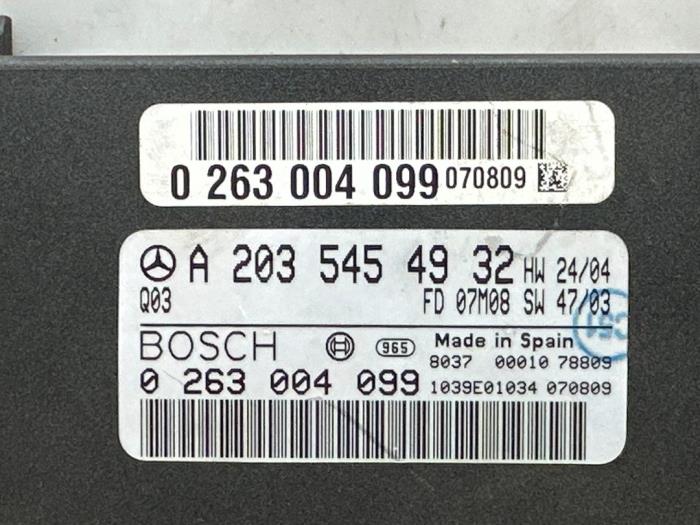 0 263 004 099 070809
A 203 545 49 32 HW 24/04
Q03 FD 07M08 SW 47/03
BOSCH 965 Made in Spain
8037 00010 78809
0 263 004 099 1039E01034 070809